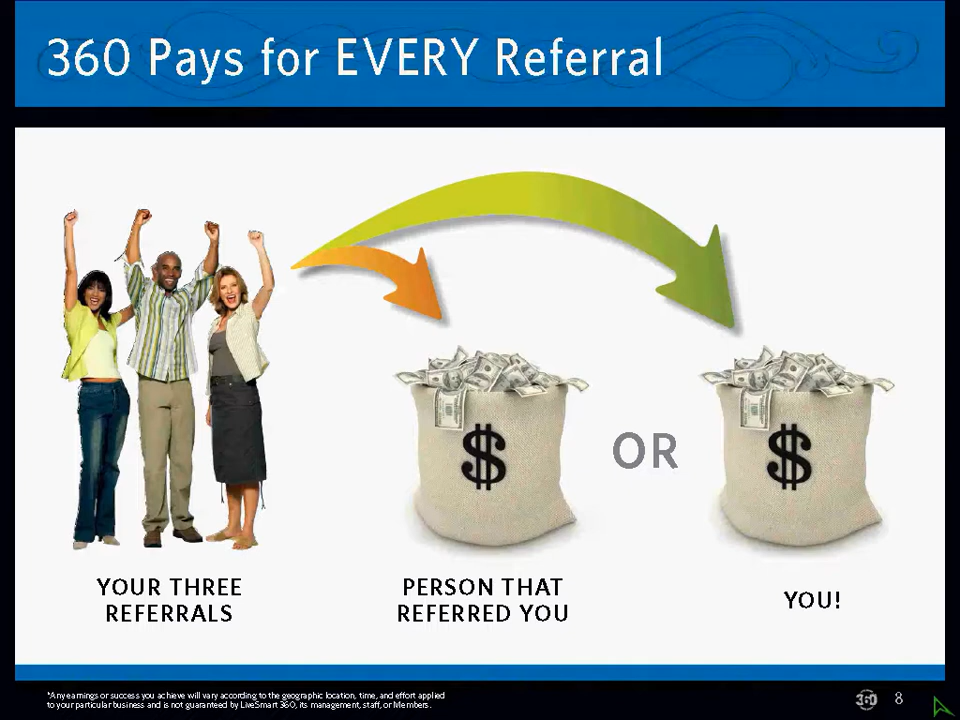 360 Pays for EVERY Referral
$
OR
$
YOUR THREE
REFERRALS
PERSON THAT
REFERRED YOU
YOU!
*Any earnings or success you achieve will vary according to the geographic location, time, and effort applied
to your particular business and is not guaranteed by LiveSmart 360, its management, staff, or Members.
360
8